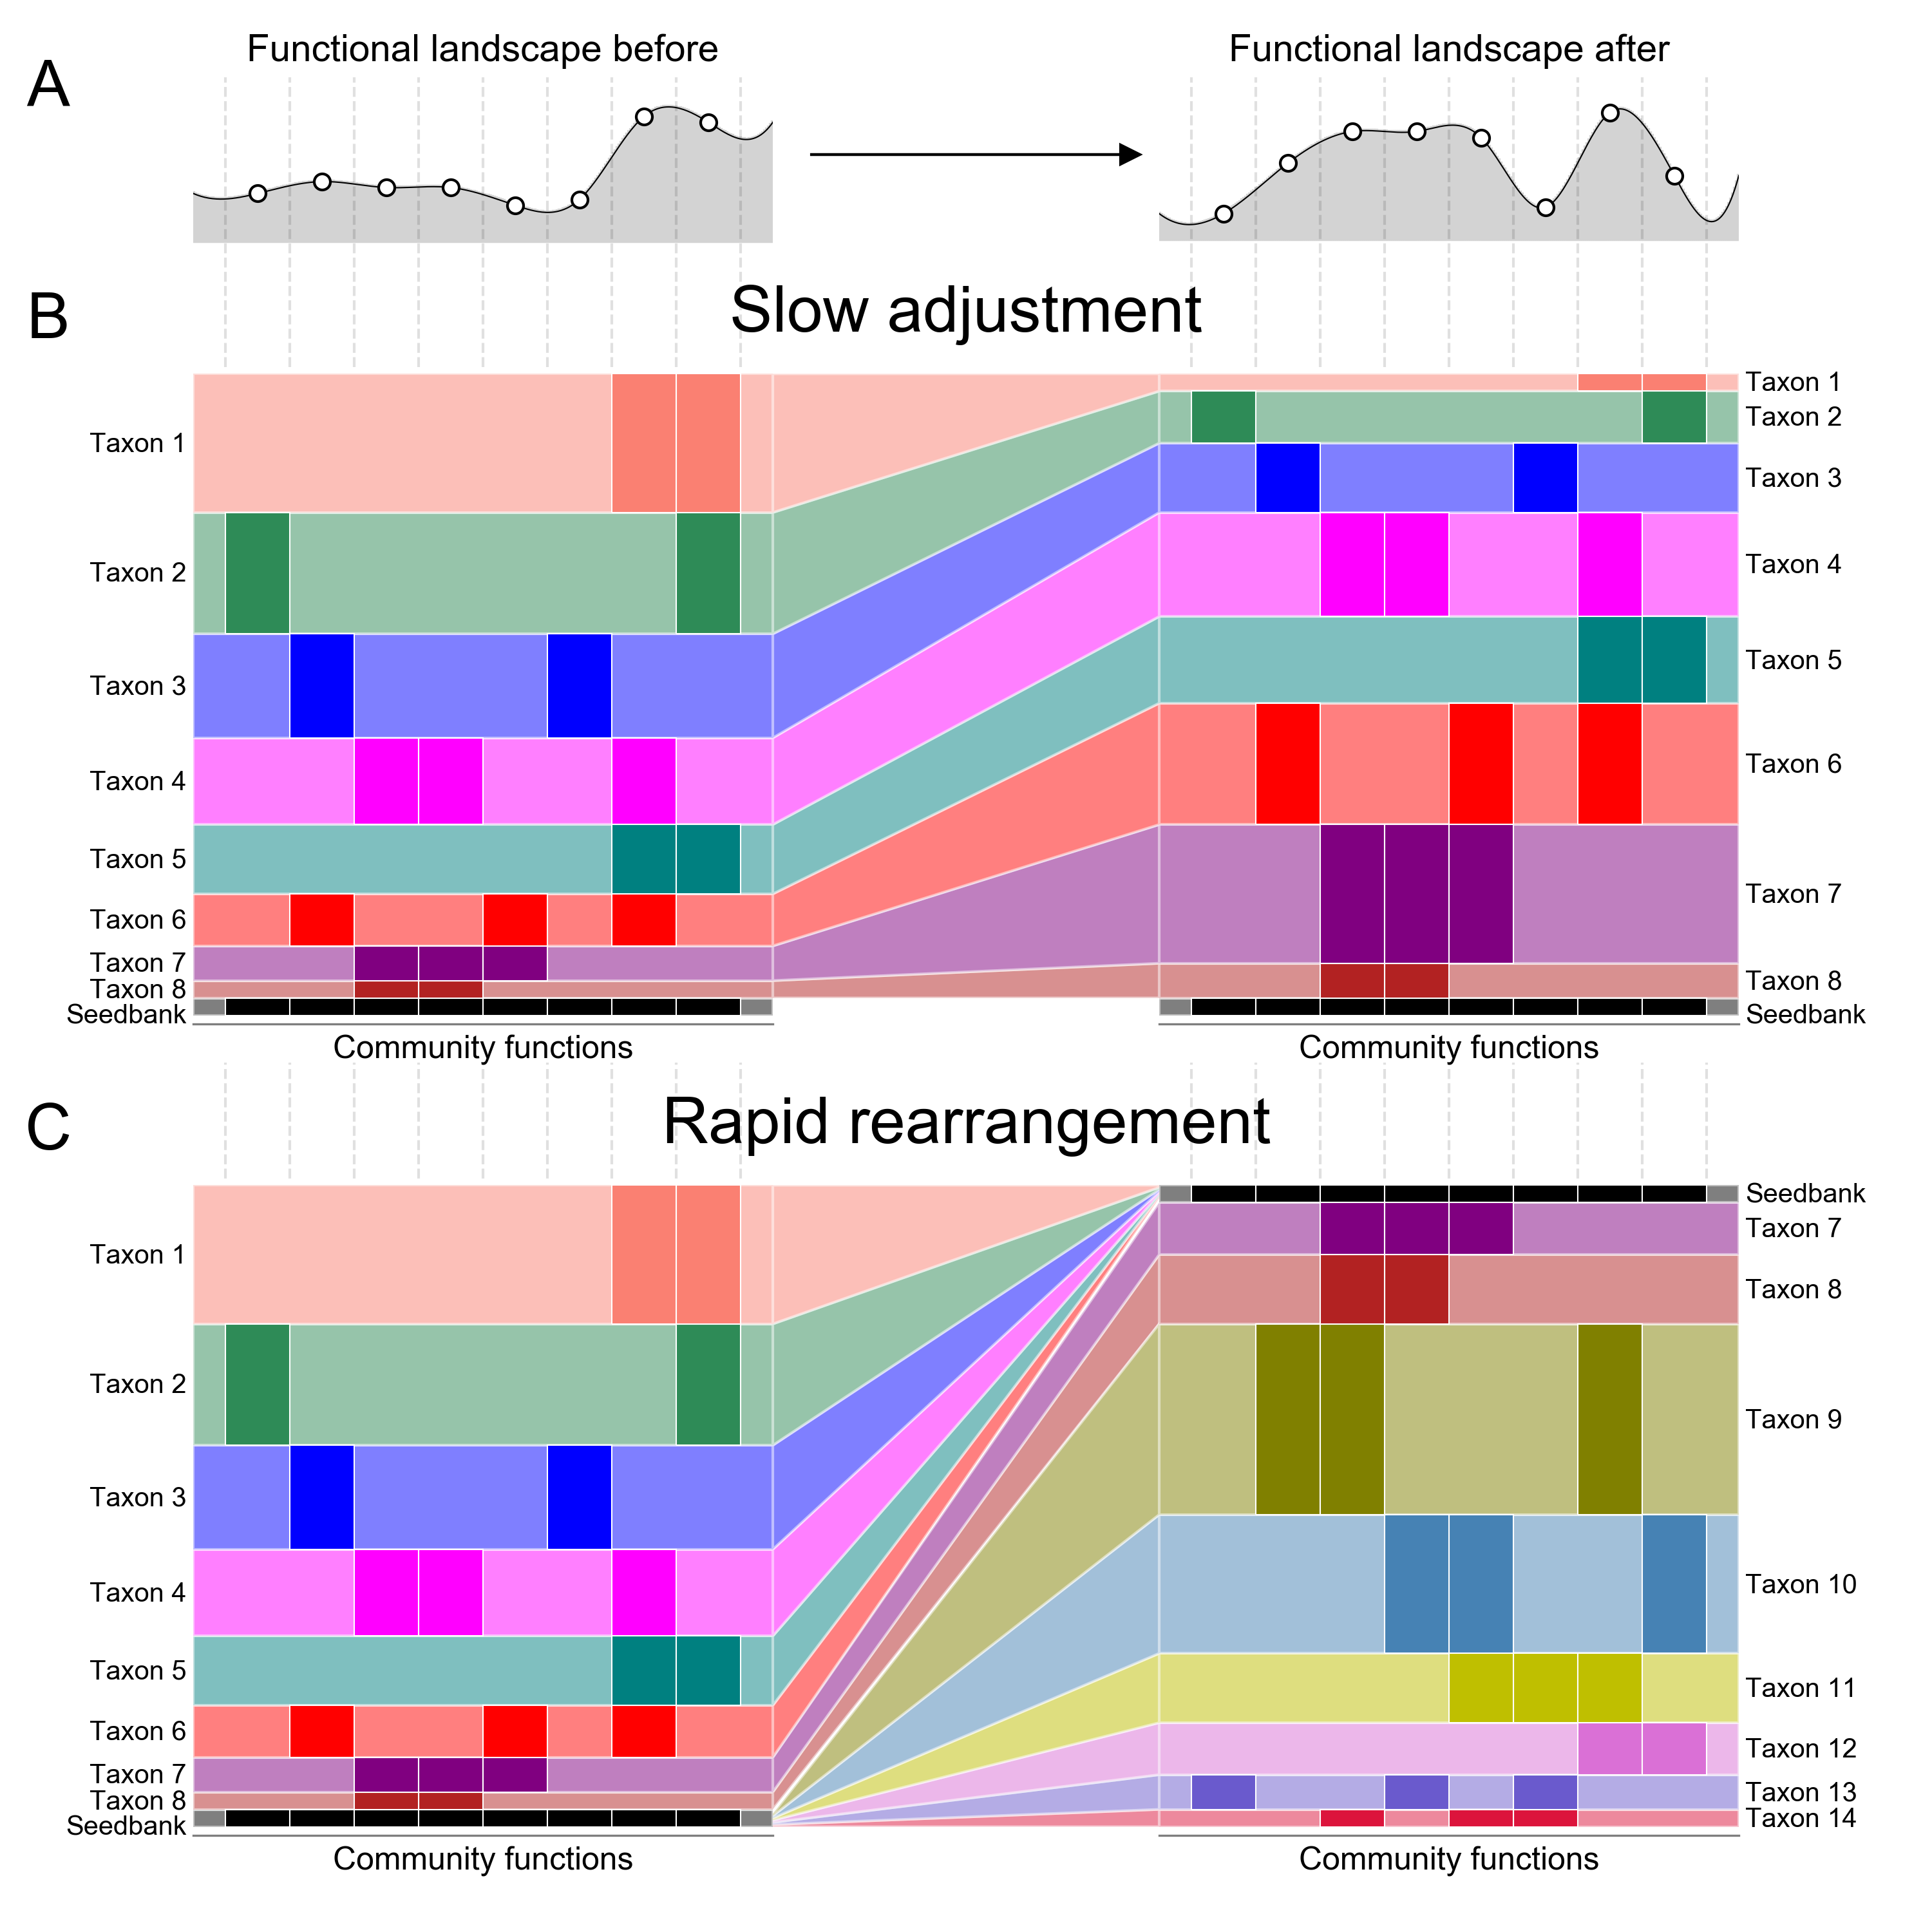 A
Functional landscape before
Functional landscape after
B
Slow adjustment
Taxon 1
Taxon 2
Taxon 3
Taxon 4
Taxon 5
Taxon 6
Taxon 7
Taxon 8
Seedbank
Community functions
Taxon 1
Taxon 2
Taxon 3
Taxon 4
Taxon 5
Taxon 6
Taxon 7
Taxon 8
Seedbank
Community functions
C
Rapid rearrangement
Taxon 1
Taxon 2
Taxon 3
Taxon 4
Taxon 5
Taxon 6
Taxon 7
Taxon 8
Seedbank
Community functions
Seedbank
Taxon 7
Taxon 8
Taxon 9
Taxon 10
Taxon 11
Taxon 12
Taxon 13
Taxon 14
Community functions